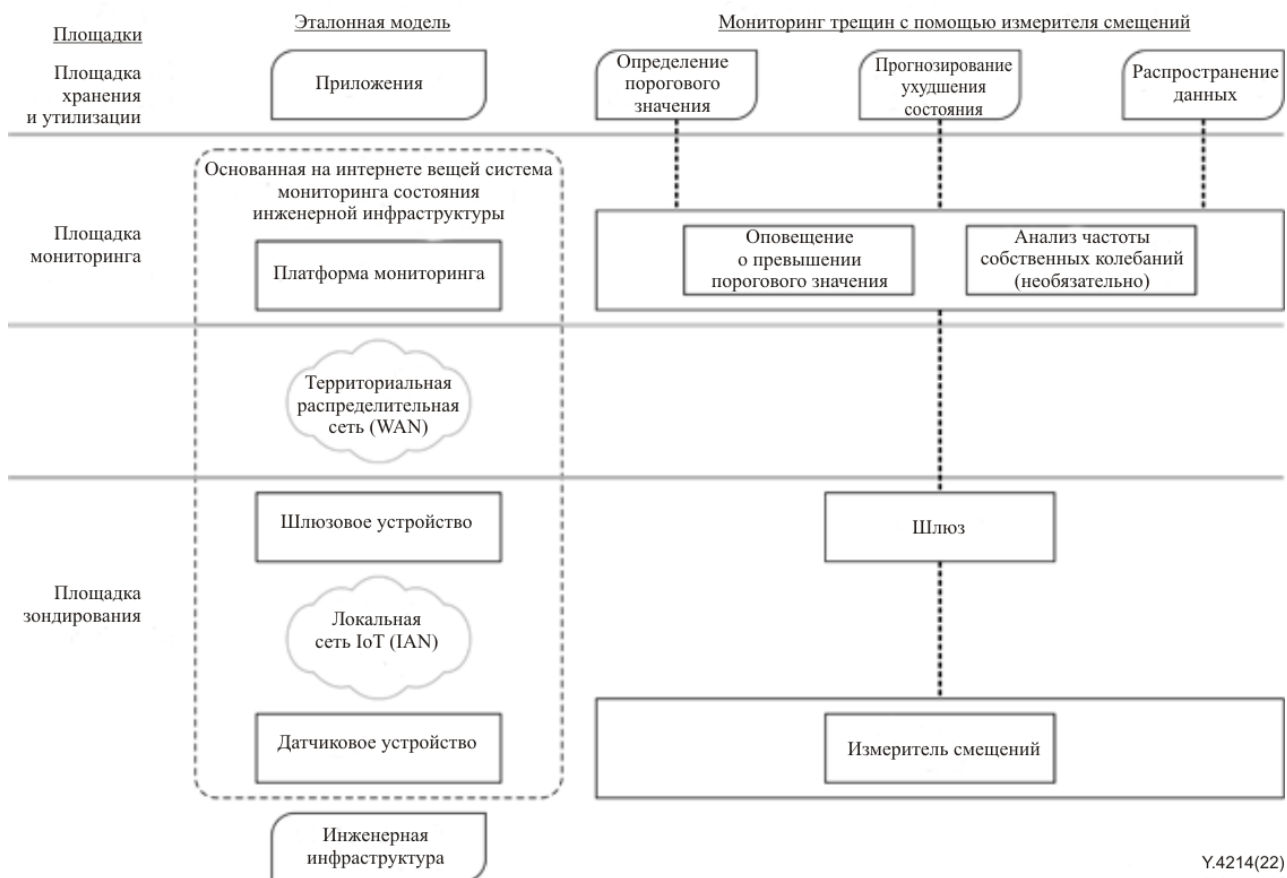 Площадки
Эталонная модель
Мониторинг трещин с помощью измерителя смещений
Площадка
хранения
и утилизации
Приложения
Определение
порогового
значения
Прогнозирование
ухудшения
состояния
Распространение
данных
Площадка
мониторинга
Основанная на интернете вещей система
мониторинга состояния
инженерной инфраструктуры
Платформа мониторинга
Оповещение
о превышении
порогового значения
Анализ частоты
собственных колебаний
(необязательно)
Территориальная
распределительная
сеть (WAN)
Площадка
зондирования
Шлюзовое устройство
Шлюз
Локальная
сеть IoT (IAN)
Датчиковое устройство
Измеритель смещений
Инженерная
инфраструктура
Y.4214(22)